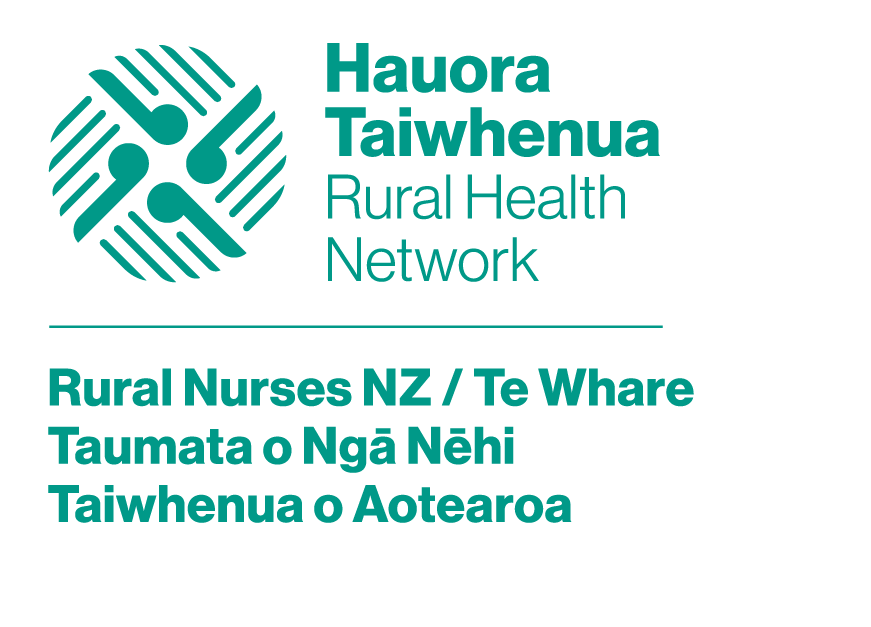 Hauora
Taiwhenua
Rural Health
Network
Rural Nurses NZ / Te Whare
Taumata o Ngā Nēhi
Taiwhenua o Aotearoa